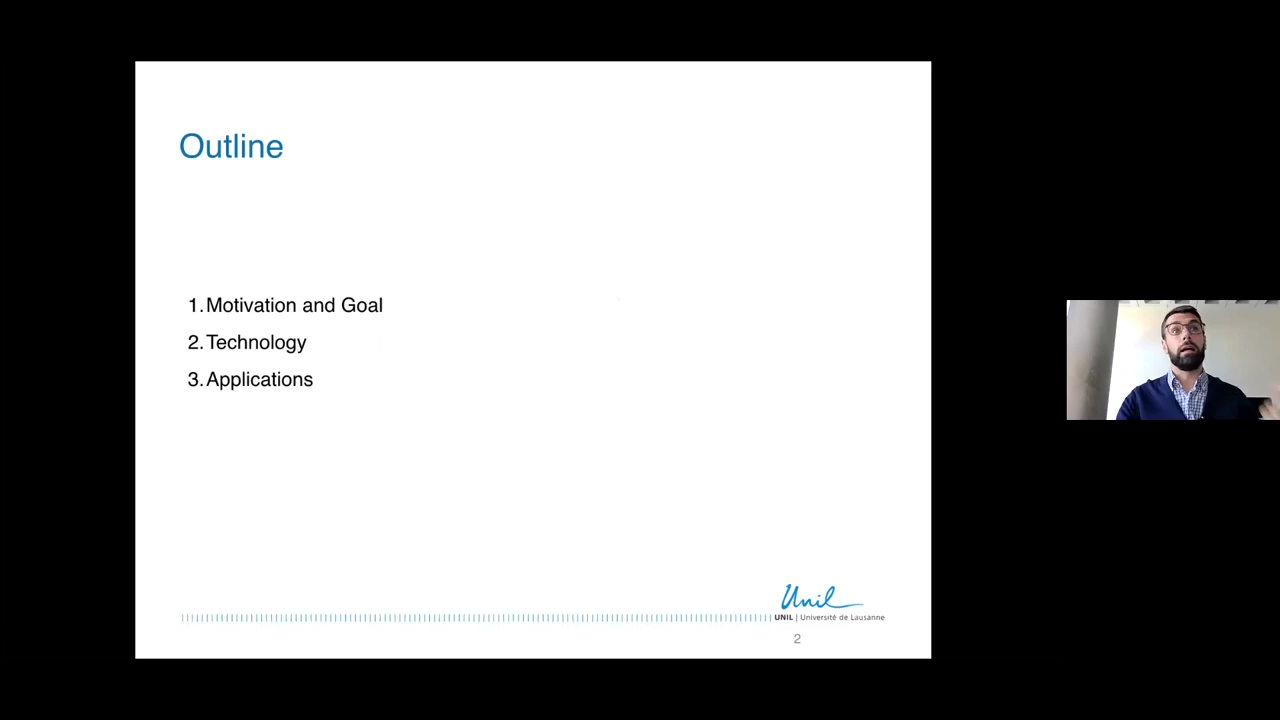 Outline
1. Motivation and Goal
2. Technology
3. Applications
Unil
UNIL | Université de Lausanne
2